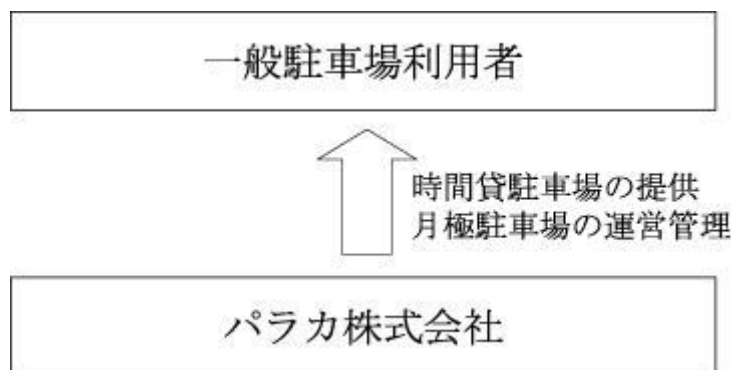 一般駐車場利用者
時間貸駐車場の提供
月極駐車場の運営管理
パラカ株式会社